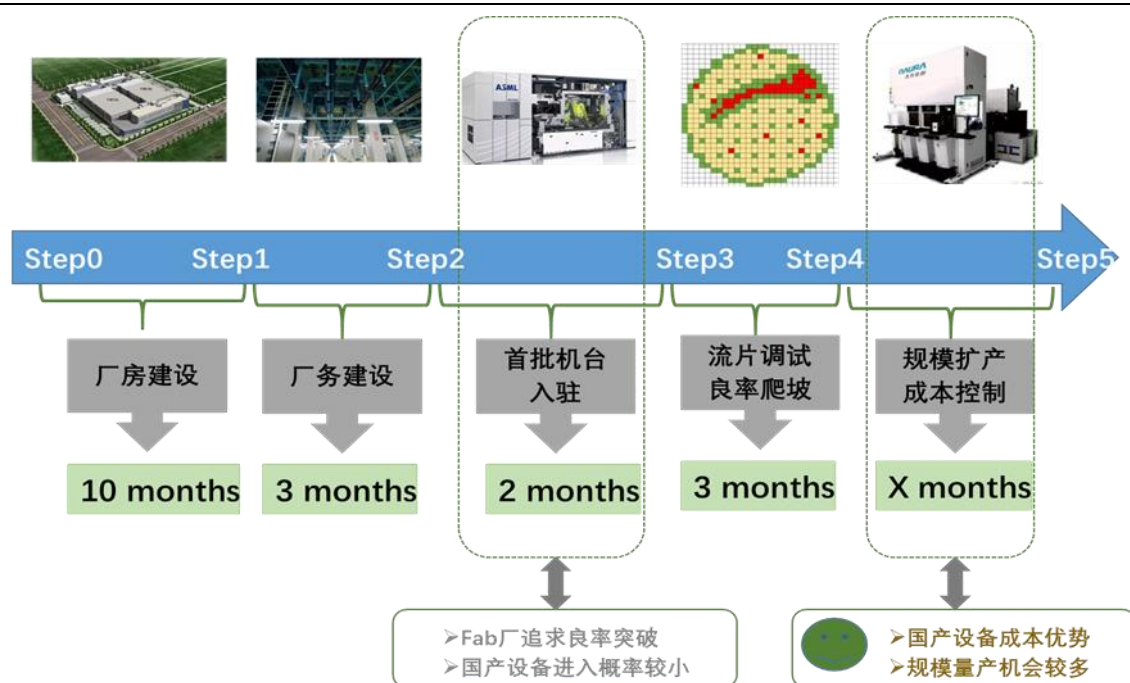 ASML
NAURA
Step0
Step1
Step2
Step3
Step4
Step5
厂房建设
厂务建设
首批机台
入驻
流片调试
良率爬坡
规模扩产
成本控制
10 months
3 months
2 months
3 months
X months
➢Fab厂追求良率突破
➢国产设备进入概率较小
➢国产设备成本优势
➢规模量产机会较多